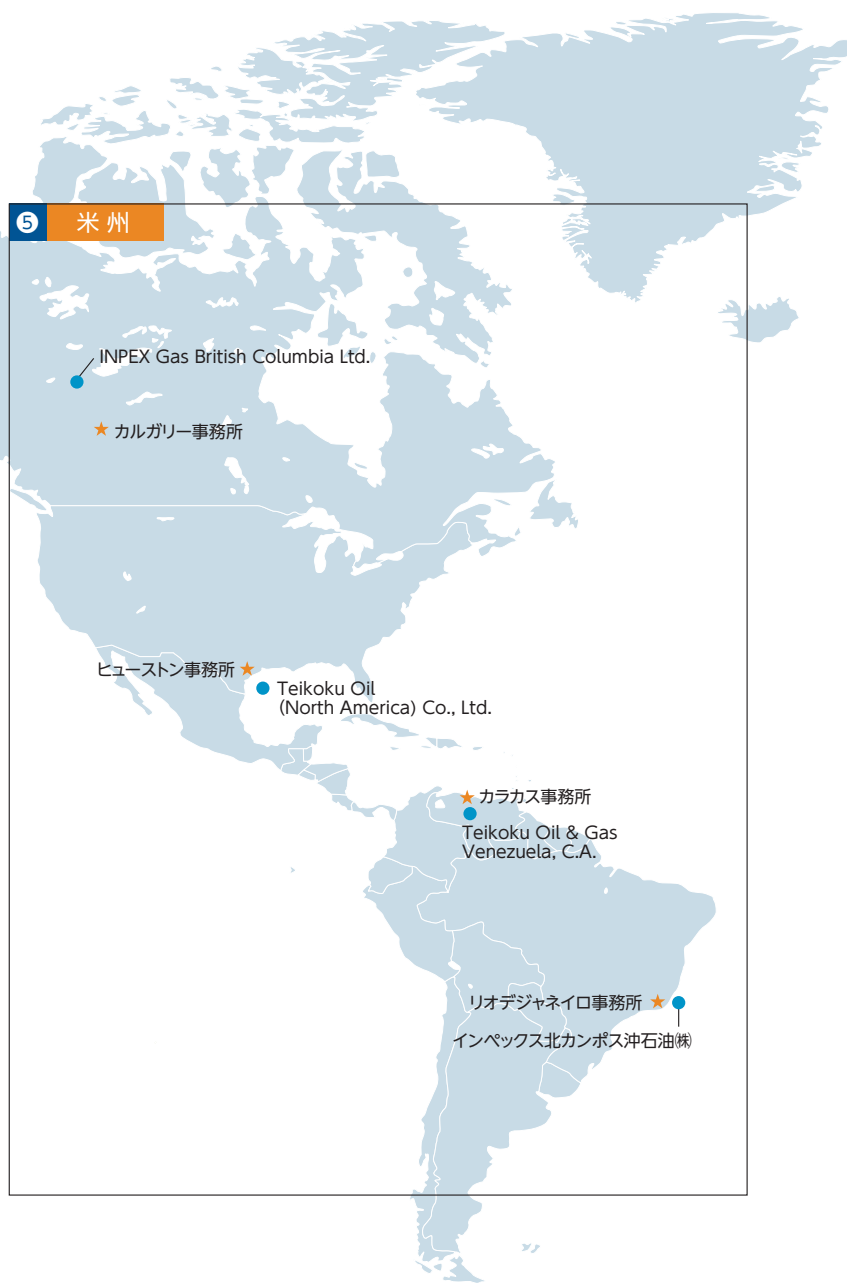 ❺ 米州
INPEX Gas British Columbia Ltd.
カルガリー事務所
ヒューストン事務所
Teikoku Oil
(North America) Co., Ltd.
カラカス事務所
Teikoku Oil & Gas
Venezuela, C.A.
リオデジャネイロ事務所
インペックス北カンポス沖石油㈱